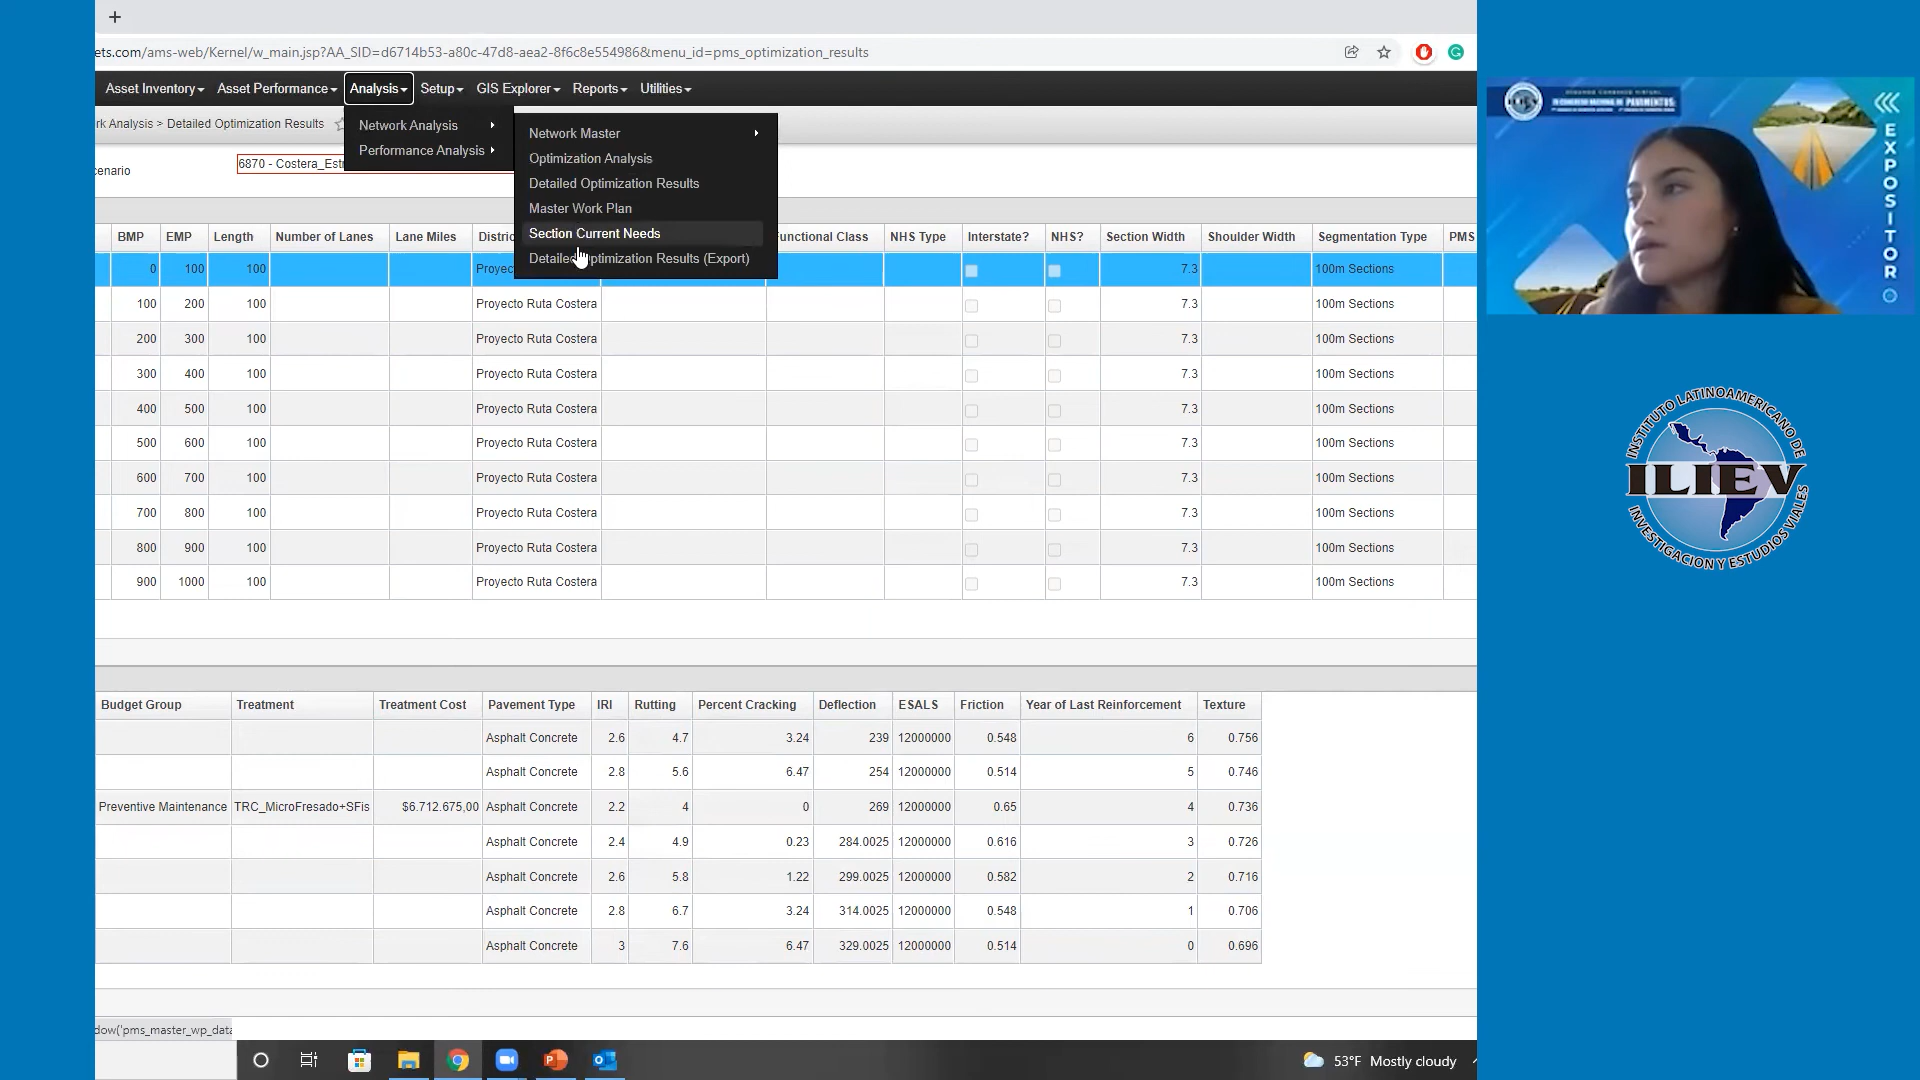 ets.com/ams-web/Kernel/w_main.jsp?AA_SID=d6714b53-a80c-47d8-aea2-8f6c8e554986&menu_id=pms_optimization_results
Asset Inventory Asset Performance Analysis Setup GIS Explorer Reports Utilities
rk Analysis > Detailed Optimization Results
Network Analysis
Performance Analysis
Network Master
Optimization Analysis
Detailed Optimization Results
Master Work Plan
Section Current Needs
Detailed Optimization Results (Export)
cenario 6870 - Costera_Estr
BMP EMP Length Number of Lanes Lane Miles Distric Functional Class NHS Type Interstate? NHS? Section Width Shoulder Width Segmentation Type PMS
0 100 100 Proyec 7.3 100m Sections
100 200 100 Proyecto Ruta Costera 7.3 100m Sections
200 300 100 Proyecto Ruta Costera 7.3 100m Sections
300 400 100 Proyecto Ruta Costera 7.3 100m Sections
400 500 100 Proyecto Ruta Costera 7.3 100m Sections
500 600 100 Proyecto Ruta Costera 7.3 100m Sections
600 700 100 Proyecto Ruta Costera 7.3 100m Sections
700 800 100 Proyecto Ruta Costera 7.3 100m Sections
800 900 100 Proyecto Ruta Costera 7.3 100m Sections
900 1000 100 Proyecto Ruta Costera 7.3 100m Sections
Budget Group Treatment Treatment Cost Pavement Type IRI Rutting Percent Cracking Deflection ESALS Friction Year of Last Reinforcement Texture
Asphalt Concrete 2.6 4.7 3.24 239 12000000 0.548 6 0.756
Asphalt Concrete 2.8 5.6 6.47 254 12000000 0.514 5 0.746
Preventive Maintenance TRC_MicroFresado+SFis $6.712.675,00 Asphalt Concrete 2.2 4 0 269 12000000 0.65 4 0.736
Asphalt Concrete 2.4 4.9 0.23 284.0025 12000000 0.616 3 0.726
Asphalt Concrete 2.6 5.8 1.22 299.0025 12000000 0.582 2 0.716
Asphalt Concrete 2.8 6.7 3.24 314.0025 12000000 0.548 1 0.706
Asphalt Concrete 3 7.6 6.47 329.0025 12000000 0.514 0 0.696
dow('pms_master_wp_data
53°F Mostly cloudy
SEGUNDO CONGRESO VIRTUAL
IV CONGRESO NACIONAL DE PAVIMENTOS
EXPOSITOR
INSTITUTO LATINOAMERICANO DE
ILIEV
INVESTIGACION Y ESTUDIOS VIALES